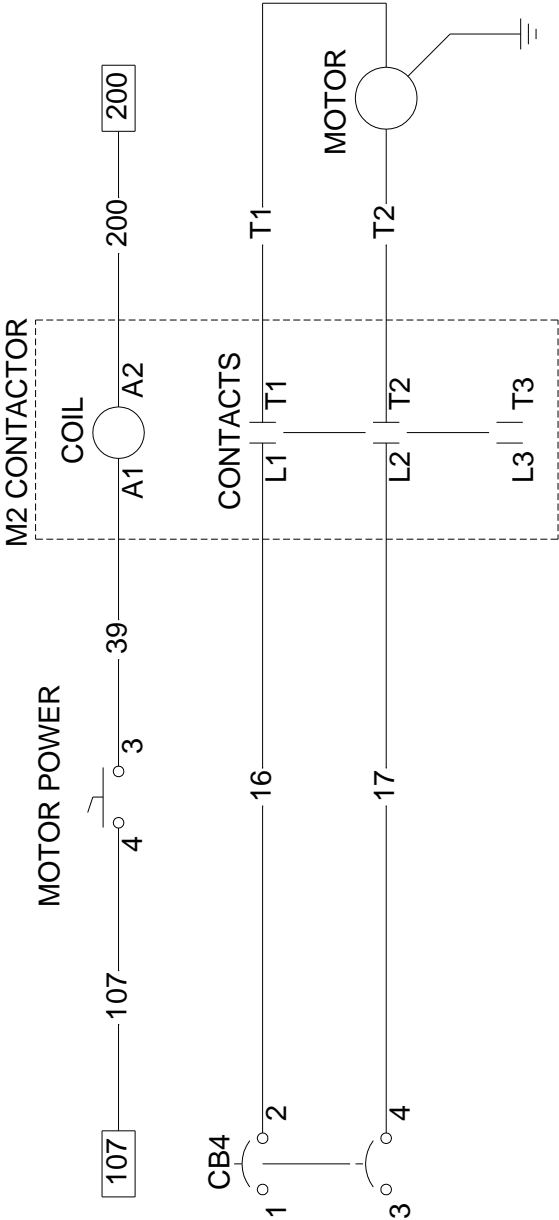 M2 CONTACTOR
MOTOR POWER
COIL
107
107
4
3
39
A1
A2
200
200
CB4
CONTACTS
1
2
16
L1
T1
T1
MOTOR
3
4
17
L2
T2
T2
L3
T3